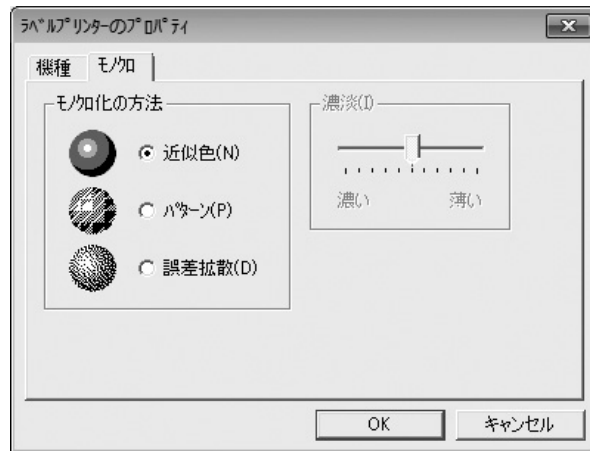 ﾗﾍﾞﾙﾌﾟﾘﾝﾀｰのﾌﾟﾛﾊﾟﾃｨ
機種 ﾓﾉｸﾛ
ﾓﾉｸﾛ化の方法
近似色(N)
ﾊﾟﾀｰﾝ(P)
誤差拡散(D)
濃淡(I)
濃い 薄い
OK キャンセル